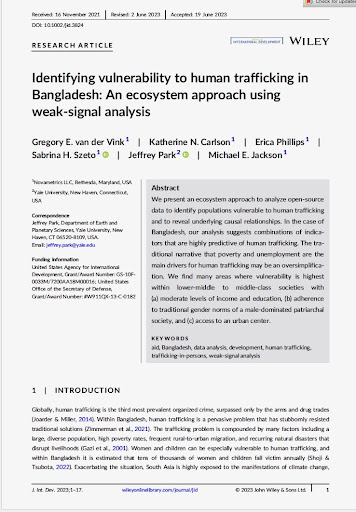 Check for updates
Received: 16 November 2021 | Revised: 2 June 2023 | Accepted: 19 June 2023
DOI: 10.1002/jid.3824
RESEARCH ARTICLE
INTERNATIONAL DEVELOPMENT WILEY
Identifying vulnerability to human trafficking in
Bangladesh: An ecosystem approach using
weak-signal analysis
Gregory E. van der Vink1 | Katherine N. Carlson1 | Erica Phillips1 |
Sabrina H. Szeto1 | Jeffrey Park2 | Michael E. Jackson1
1Novametrics LLC, Bethesda, Maryland, USA
2Yale University, New Haven, Connecticut,
USA
Correspondence
Jeffrey Park, Department of Earth and
Planetary Sciences, Yale University, New
Haven, CT 06520-8109, USA.
Email: jeffrey.park@yale.edu
Funding information
United States Agency for International
Development, Grant/Award Number: GS-10F-
0033M/7200AA18M00016; United States
Office of the Secretary of Defense,
Grant/Award Number: #W911QX-13-C-0182
Abstract
We present an ecosystem approach to analyze open-source
data to identify populations vulnerable to human trafficking
and to reveal underlying causal relationships. In the case of
Bangladesh, our analysis suggests combinations of indica-
tors that are highly predictive of human trafficking. The tra-
ditional narrative that poverty and unemployment are the
main drivers for human trafficking may be an oversimplifica-
tion. We find many areas where vulnerability is highest
within lower-middle to middle-class societies with
(a) moderate levels of income and education, (b) adherence
to traditional gender norms of a male-dominated patriarchal
society, and (c) access to an urban center.
KEYWORDS
aid, Bangladesh, data analysis, development, human trafficking,
trafficking-in-persons, weak-signal analysis
1 | INTRODUCTION
Globally, human trafficking is the third most prevalent organized crime, surpassed only by the arms and drug trades
(Joarder & Miller, 2014). Within Bangladesh, human trafficking is a pervasive problem that has stubbornly resisted
traditional solutions (Zimmerman et al., 2021). The trafficking problem is compounded by many factors including a
large, diverse population, high poverty rates, frequent rural-to-urban migration, and recurring natural disasters that
disrupt livelihoods (Gazi et al., 2001). Women and children can be especially vulnerable to human trafficking, and
within Bangladesh it is estimated that tens of thousands of women and children fall victim annually (Shoji &
Tsubota, 2022). Exacerbating the situation, South Asia is highly exposed to the manifestations of climate change,
J. Int. Dev. 2023;1–17. wileyonlinelibrary.com/journal/jid © 2023 John Wiley & Sons Ltd. 1